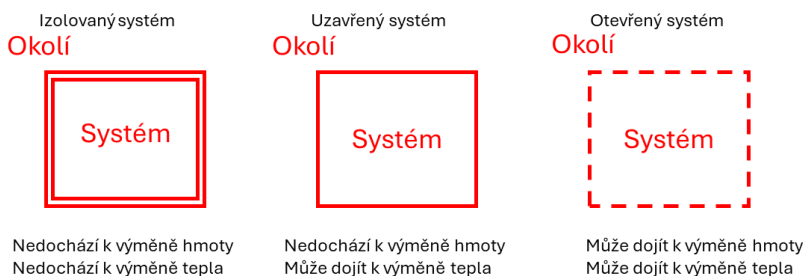 Izolovaný systém
Okolí
Systém
Nedochází k výměně hmoty
Nedochází k výměně tepla
Uzavřený systém
Okolí
Systém
Nedochází k výměně hmoty
Může dojít k výměně tepla
Otevřený systém
Okolí
Systém
Může dojít k výměně hmoty
Může dojít k výměně tepla